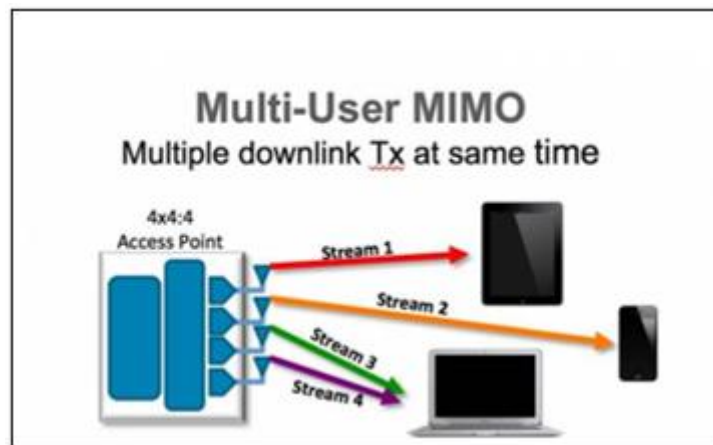 Multi-User MIMO
Multiple downlink Tx at same time
4x4:4
Access Point
Stream 1
Stream 2
Stream 3
Stream 4